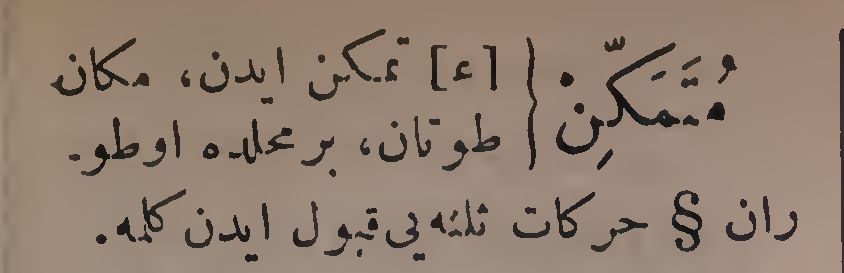 مُتَمَكِّنْ { [ء] تمكن ايدن، مكان
طوتان، بر محلده اوطو-
ران § حركات ثلثه يى قبول ايدن كلمه.